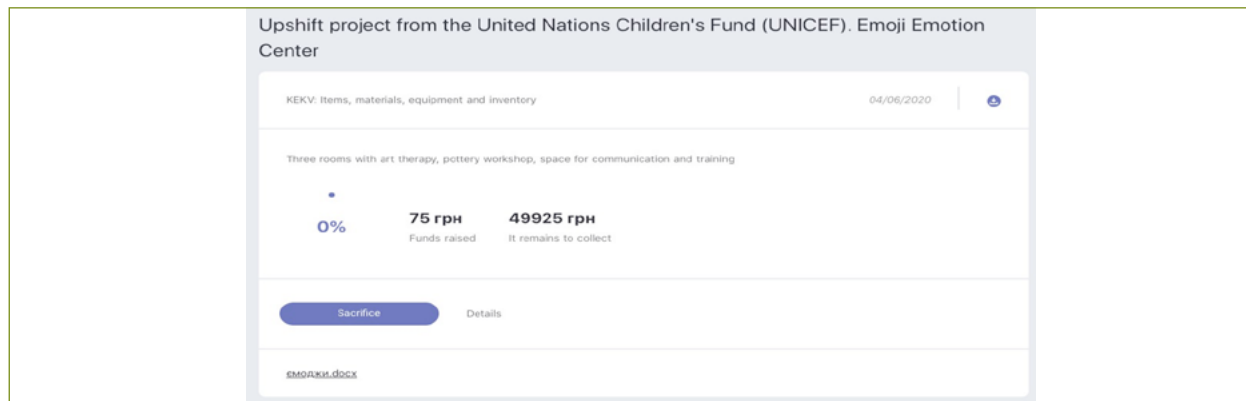 Upshift project from the United Nations Children's Fund (UNICEF). Emoji Emotion
Center
KEKV: Items, materials, equipment and inventory 04/06/2020
Three rooms with art therapy, pottery workshop, space for communication and training
0%
75 грн 49925 грн
Funds raised It remains to collect
Sacrifice Details
ємоджи.docx